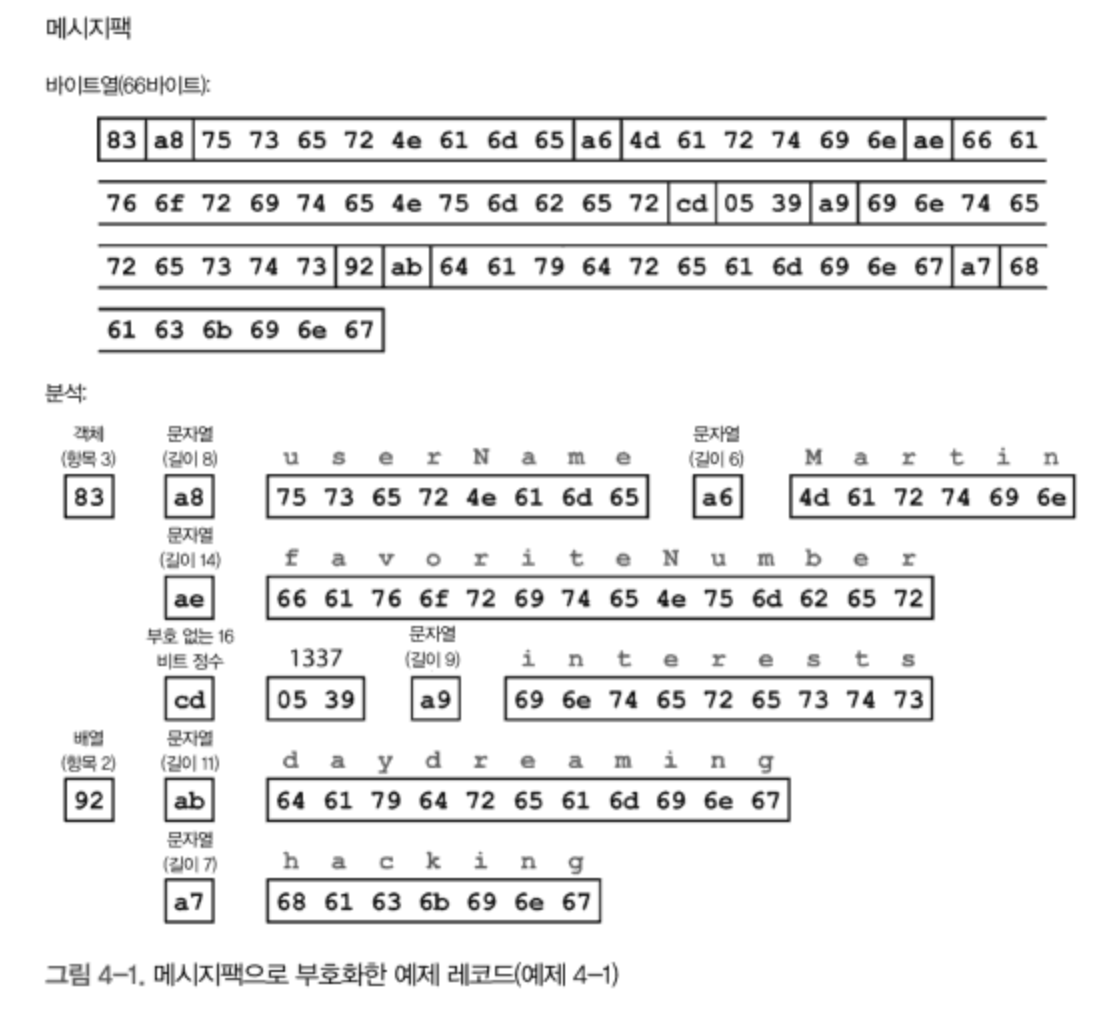 메시지팩
바이트열(66바이트):
83 a8 75 73 65 72 4e 61 6d 65 a6 4d 61 72 74 69 6e ae 66 61
76 6f 72 69 74 65 4e 75 6d 62 65 72 cd 05 39 a9 69 6e 74 65
72 65 73 74 73 92 ab 64 61 79 64 72 65 61 6d 69 6e 67 a7 68
61 63 6b 69 6e 67
분석:
객체 문자열 문자열
(항목 3) (길이 8) u s e r N a m e (길이 6) M a r t i n
83 a8 75 73 65 72 4e 61 6d 65 a6 4d 61 72 74 69 6e
문자열
(길이 14) f a v o r i t e N u m b e r
ae 66 61 76 6f 72 69 74 65 4e 75 6d 62 65 72
부호 없는 16 문자열
비트 정수 1337 (길이 9) i n t e r e s t s
cd 05 39 a9 69 6e 74 65 72 65 73 74 73
배열 문자열
(항목 2) (길이 11) d a y d r e a m i n g
92 ab 64 61 79 64 72 65 61 6d 69 6e 67
문자열
(길이 7) h a c k i n g
a7 68 61 63 6b 69 6e 67
그림 4-1. 메시지팩으로 부호화한 예제 레코드(예제 4-1)